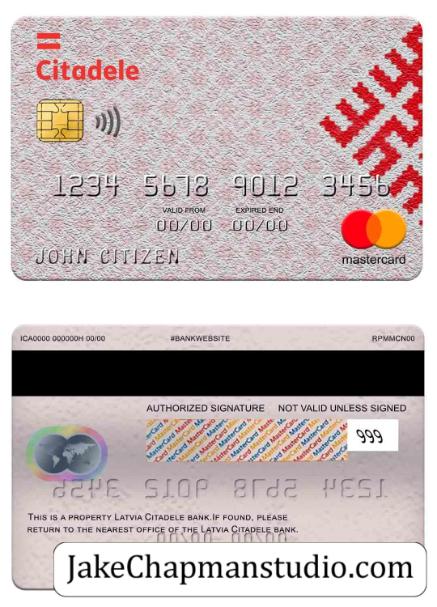 Citadele
1234 5678 9012 3456
VALID FROM EXPIRED END
00/00 00/00
JOHN CITIZEN
mastercard
ICA0000 000000H 00/00 #BANKWEBSITE RPMMCN00
AUTHORIZED SIGNATURE NOT VALID UNLESS SIGNED
999
THIS IS A PROPERTY LATVIA CITADELE BANK.IF FOUND, PLEASE
RETURN TO THE NEAREST OFFICE OF THE LATVIA CITADELE BANK.
JakeChapmanstudio.com